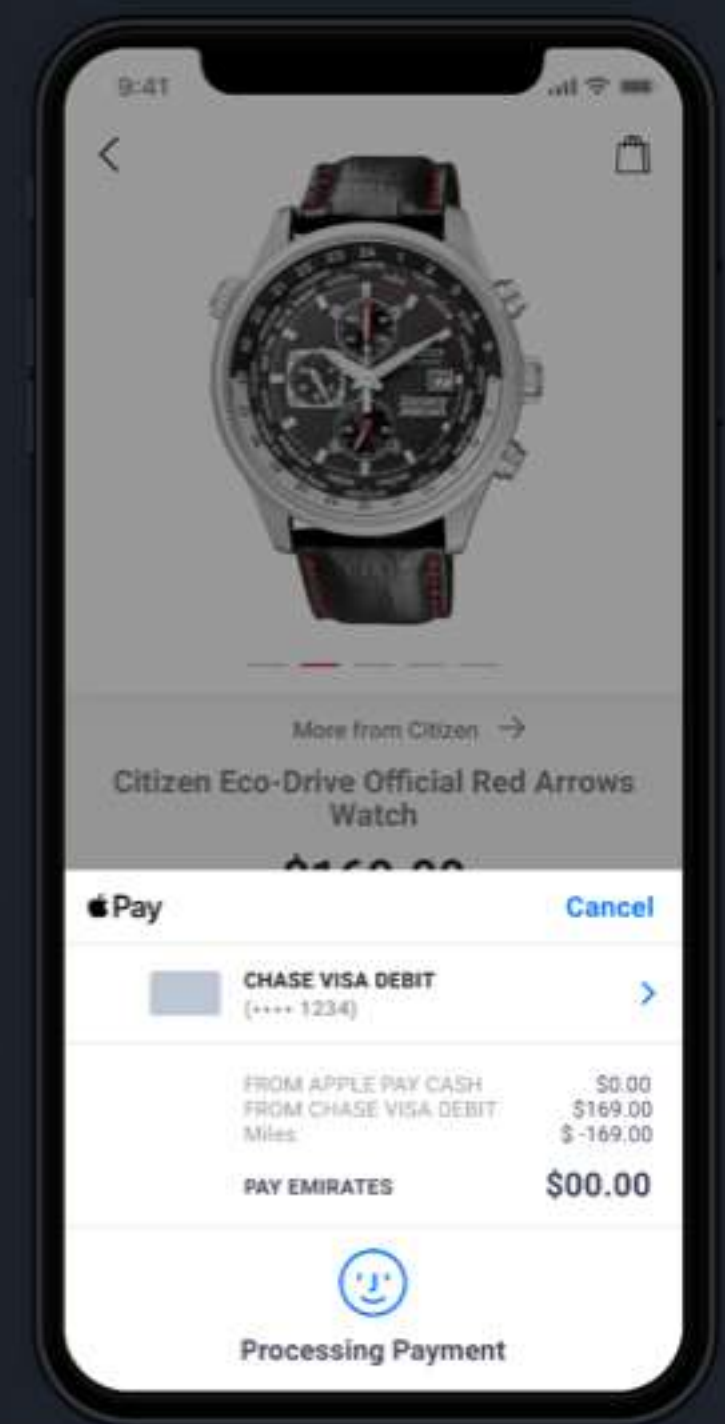 9:41
More from Citizen →
Citizen Eco-Drive Official Red Arrows
Watch
Pay
Cancel
CHASE VISA DEBIT
(•••• 1234)
FROM APPLE PAY CASH $0.00
FROM CHASE VISA DEBIT $169.00
Miles $ -169.00
PAY EMIRATES $00.00
Processing Payment